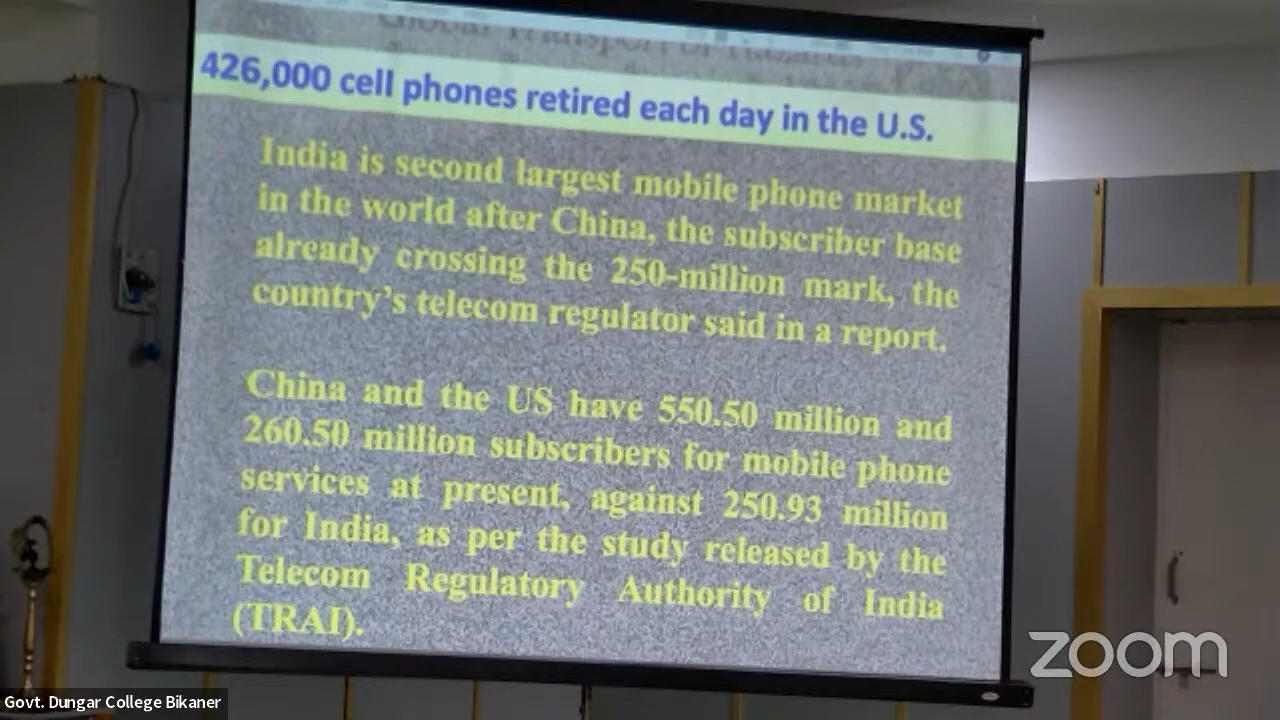 Global Transport of Hazards
426,000 cell phones retired each day in the U.S.
India is second largest mobile phone market
in the world after China, the subscriber base
already crossing the 250-million mark, the
country’s telecom regulator said in a report.
China and the US have 550.50 million and
260.50 million subscribers for mobile phone
services at present, against 250.93 million
for India, as per the study released by the
Telecom Regulatory Authority of India
(TRAI).
zoom
Govt. Dungar College Bikaner